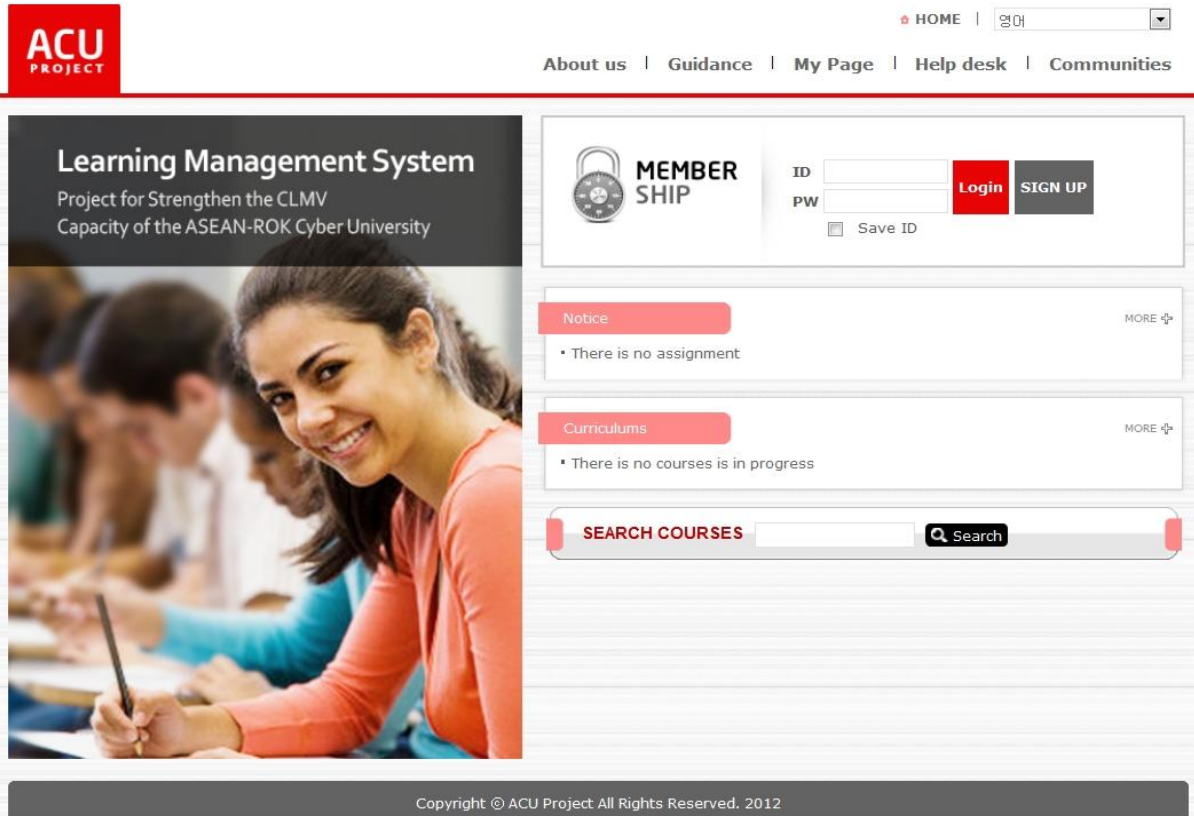 ACU
PROJECT
HOME | 영어
About us | Guidance | My Page | Help desk | Communities
Learning Management System
Project for Strengthen the CLMV
Capacity of the ASEAN-ROK Cyber University
MEMBER
SHIP
ID
PW
Login
SIGN UP
Save ID
Notice
MORE
There is no assignment
Curriculums
MORE
There is no courses is in progress
SEARCH COURSES
Search
Copyright © ACU Project All Rights Reserved. 2012